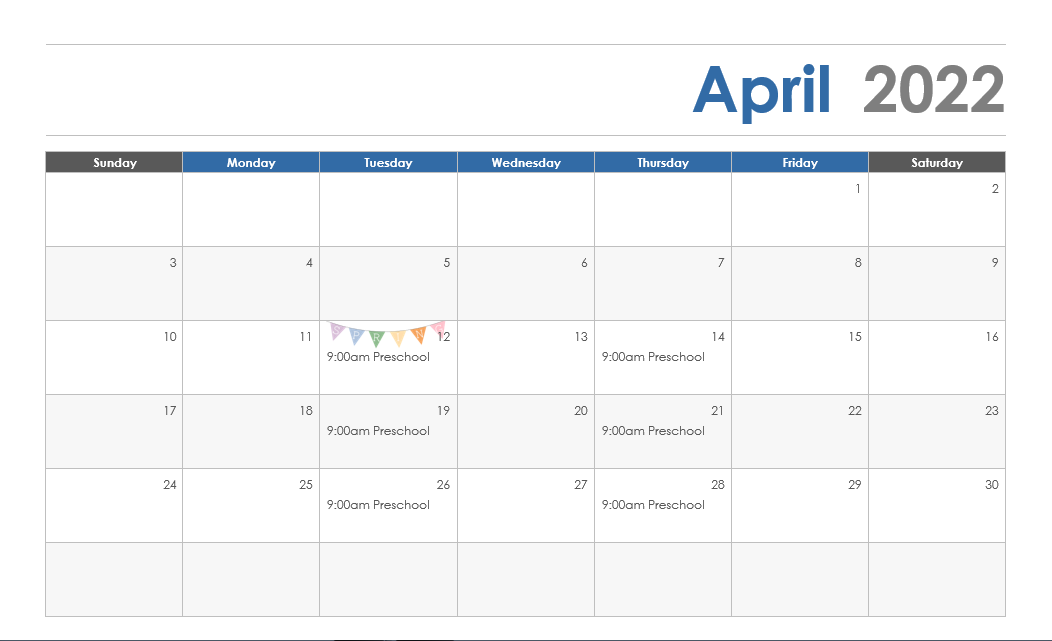 April 2022
Sunday Monday Tuesday Wednesday Thursday Friday Saturday
1 2
3 4 5 6 7 8 9
SPRING
10 11 12 13 14 15 16
9:00am Preschool 9:00am Preschool
17 18 19 20 21 22 23
9:00am Preschool 9:00am Preschool
24 25 26 27 28 29 30
9:00am Preschool 9:00am Preschool